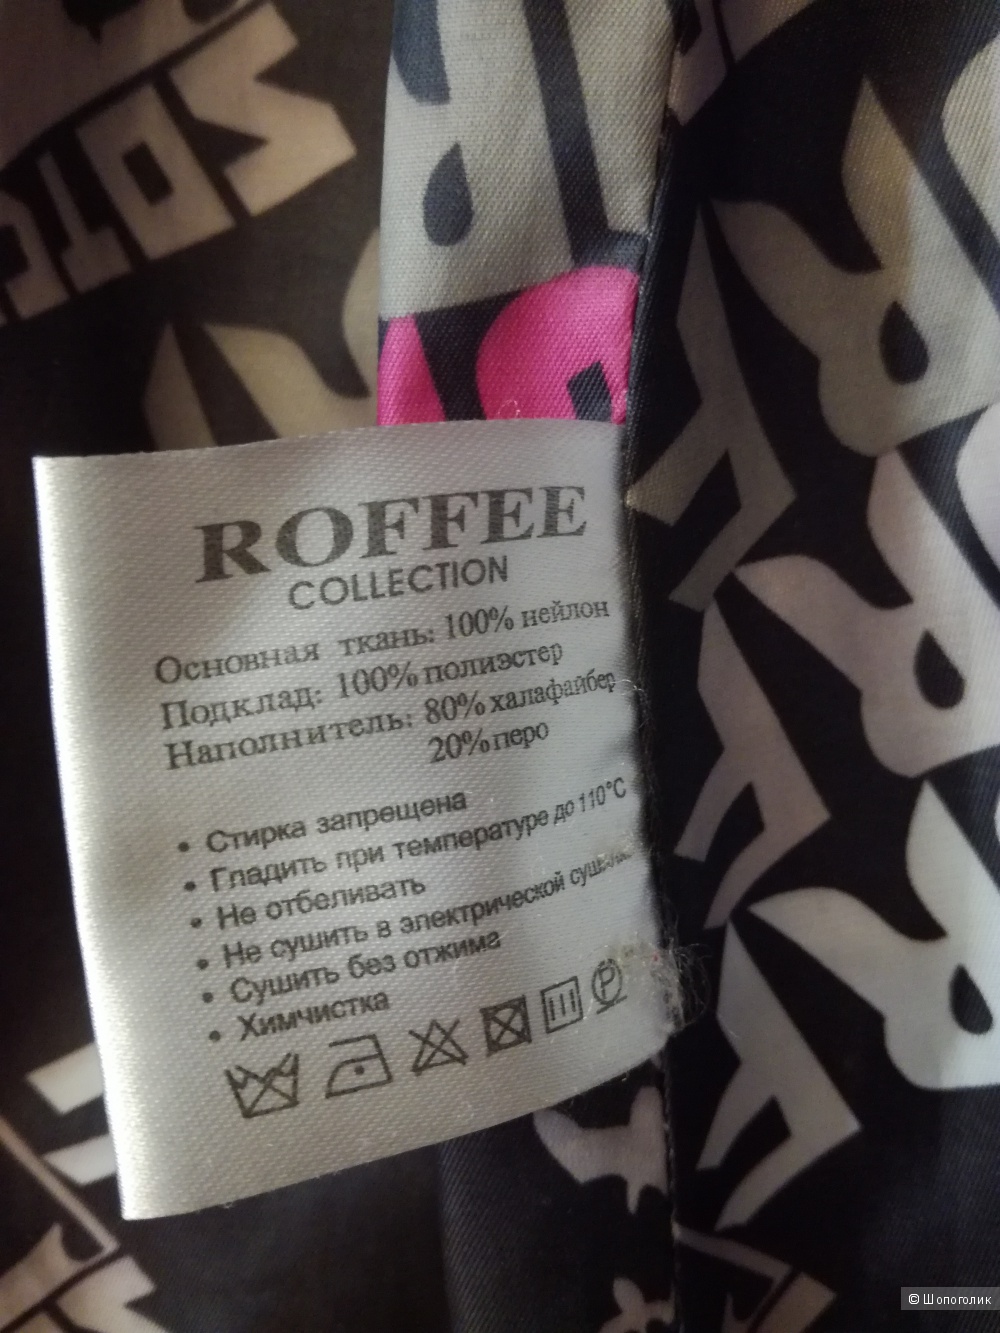 SOTO
ROFFEE
COLLECTION
Основная ткань: 100% нейлон
Подклад: 100% полиэстер
Наполнитель: 80% халафайбер
20% перо
• Стирка запрещена
• Гладить при температуре до 110°C
• Не отбеливать
• Не сушить в электрической
• Сушить без отжима
• Химчистка
P
© Шопоголик